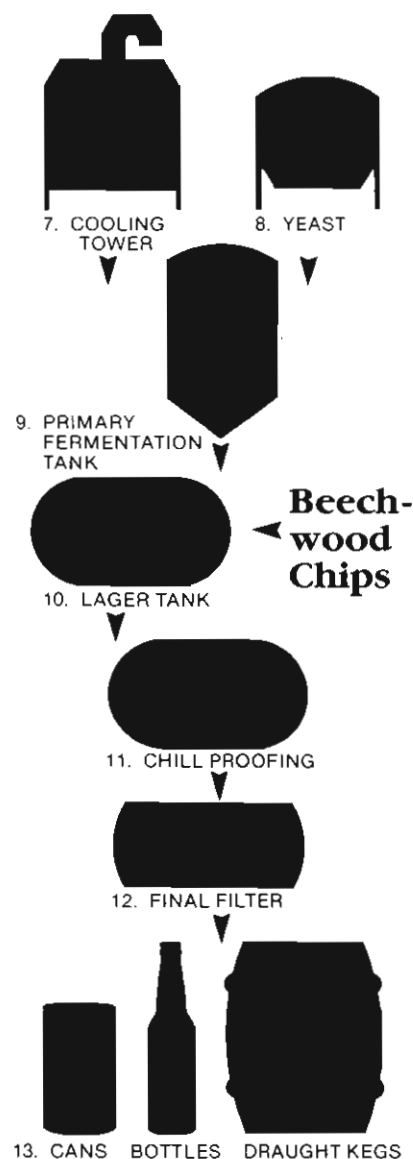 7. COOLING
TOWER
8. YEAST
9. PRIMARY
FERMENTATION
TANK
Beech-
wood
Chips
10. LAGER TANK
11. CHILL PROOFING
12. FINAL FILTER
13. CANS BOTTLES DRAUGHT KEGS